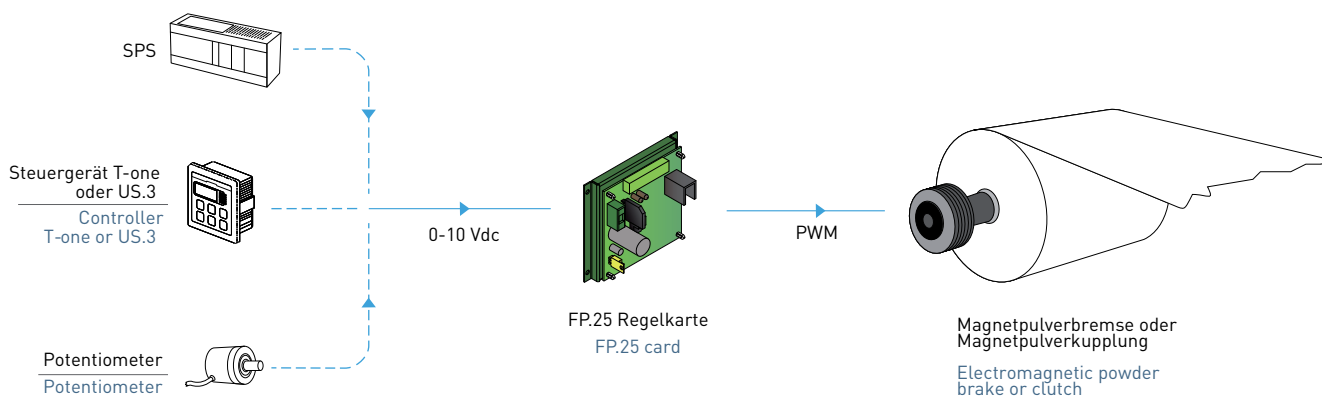 SPS
Steuergerät T-one
oder US.3
Controller
T-one or US.3
Potentiometer
Potentiometer
0-10 Vdc
FP.25 Regelkarte
FP.25 card
PWM
Magnetpulverbremse oder
Magnetpulverkupplung
Electromagnetic powder
brake or clutch